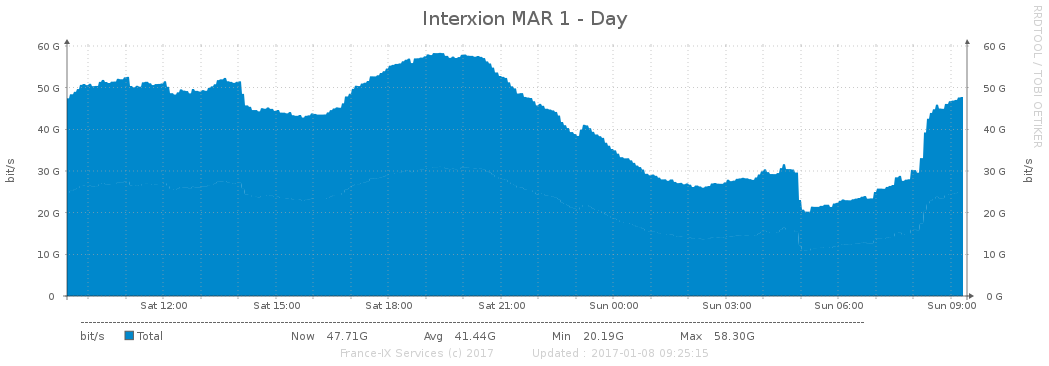 Interxion MAR 1 - Day
RRDTOOL / TOBI OETIKER
60 G 60 G
50 G 50 G
40 G 40 G
30 G 30 G
20 G 20 G
10 G 10 G
0 0 G
bit/s bit/s
Sat 12:00 Sat 15:00 Sat 18:00 Sat 21:00 Sun 00:00 Sun 03:00 Sun 06:00 Sun 09:00
bit/s Total Now 47.71G Avg 41.44G Min 20.19G Max 58.30G
France-IX Services (c) 2017 Updated : 2017-01-08 09:25:15